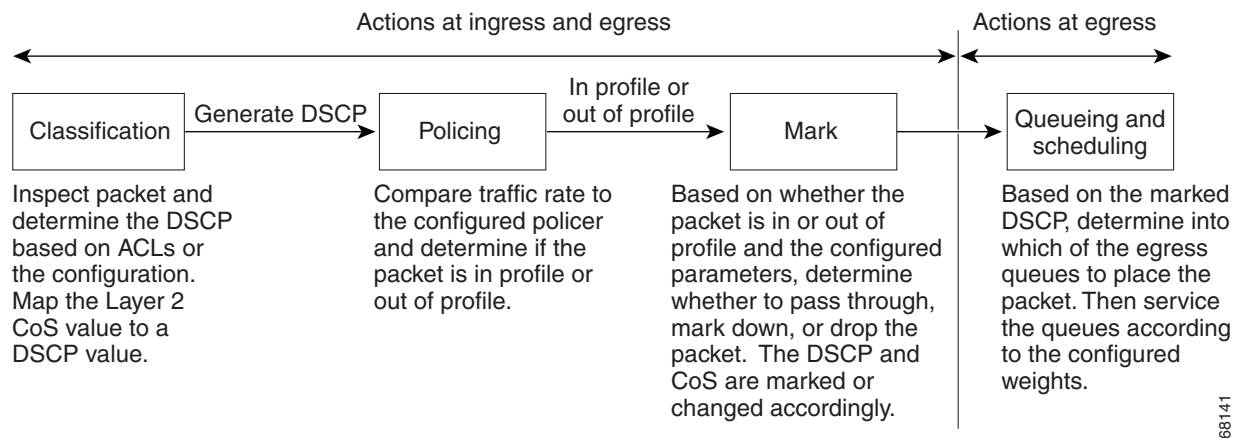 Actions at ingress and egress
Actions at egress
Classification
Generate DSCP
Policing
In profile or
out of profile
Mark
Queueing and
scheduling
Inspect packet and
determine the DSCP
based on ACLs or
the configuration.
Map the Layer 2
CoS value to a
DSCP value.
Compare traffic rate to
the configured policer
and determine if the
packet is in profile or
out of profile.
Based on whether the
packet is in or out of
profile and the configured
parameters, determine
whether to pass through,
mark down, or drop the
packet. The DSCP and
CoS are marked or
changed accordingly.
Based on the marked
DSCP, determine into
which of the egress
queues to place the
packet. Then service
the queues according
to the configured
weights.
68141